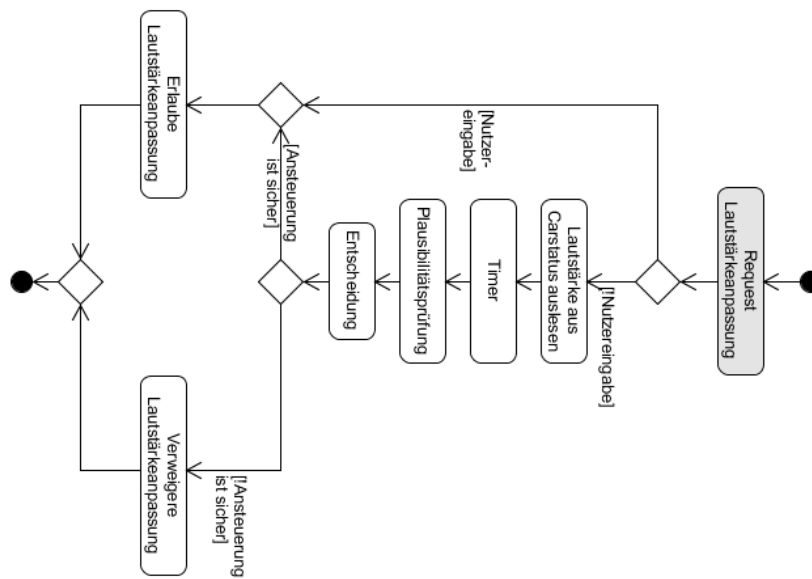 Request
Lautstärkeanpassung
[Nutzer-
eingabe]
[!Nutzereingabe]
Lautstärke aus
Carstatus auslesen
Timer
Plausibilitätsprüfung
Entscheidung
[Ansteuerung
ist sicher]
[!Ansteuerung
ist sicher]
Erlaube
Lautstärkeanpassung
Verweigere
Lautstärkeanpassung